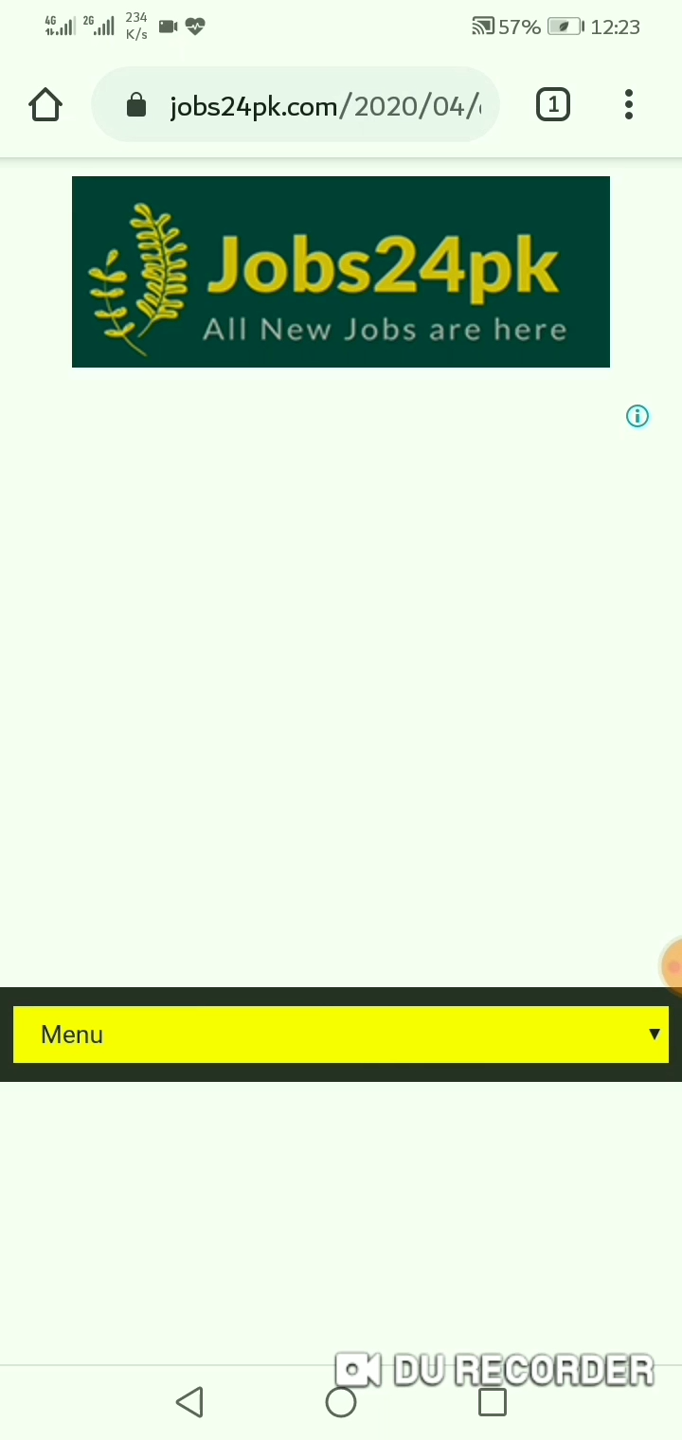 4G 2G 234 K/s 57% 12:23
jobs24pk.com/2020/04/
1
Jobs24pk
All New Jobs are here
Menu
DU RECORDER